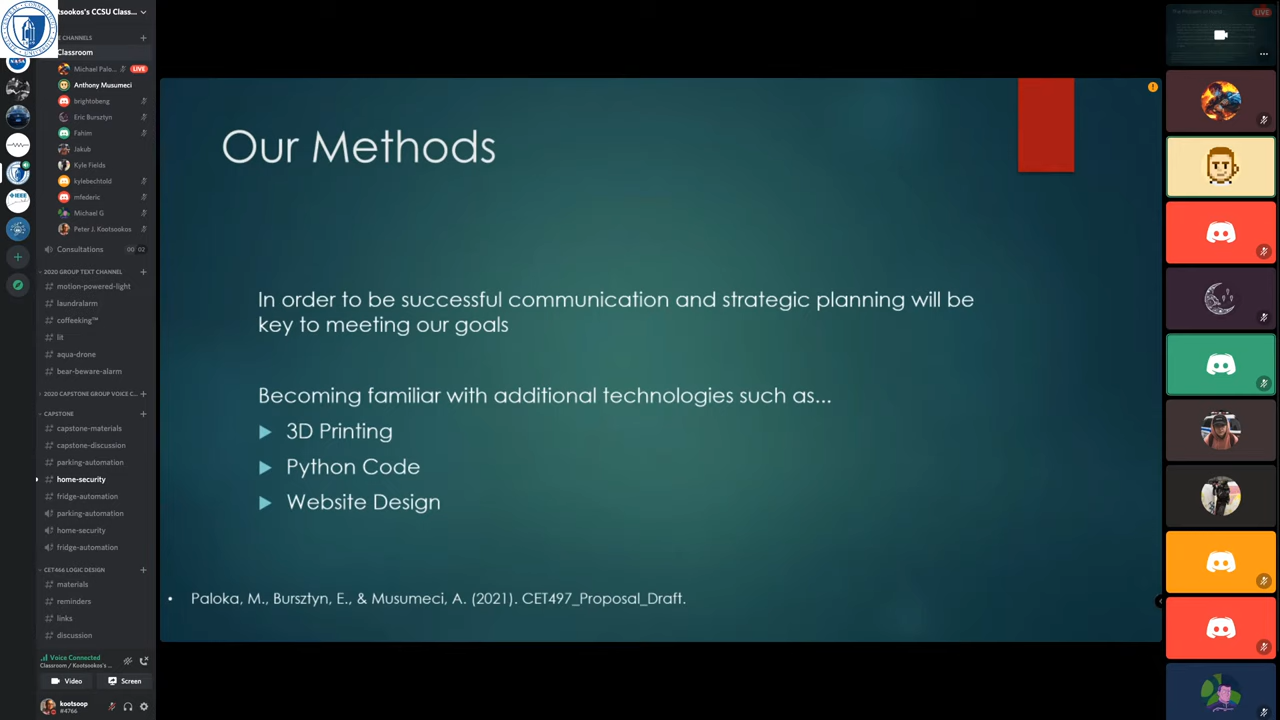 tsookos's CCSU Class...
E CHANNELS
Classroom
Michael Palo...
LIVE
Anthony Musumeci
brightobeng
Eric Bursztyn
Fahim
Jakub
Kyle Fields
kylebechtold
mfederic
Michael G
Peter J. Kootsookos
Consultations
00 02
2020 GROUP TEXT CHANNEL
motion-powered-light
laundralarm
coffeeking™
lit
aqua-drone
bear-beware-alarm
2020 CAPSTONE GROUP VOICE C...
CAPSTONE
capstone-materials
capstone-discussion
parking-automation
home-security
fridge-automation
parking-automation
home-security
fridge-automation
CET466 LOGIC DESIGN
materials
reminders
links
discussion
Voice Connected
Classroom / Kootsookos's ...
Video
Screen
kootsoop
#4766
NASA
IEEE
Our Methods
In order to be successful communication and strategic planning will be
key to meeting our goals
Becoming familiar with additional technologies such as...
3D Printing
Python Code
Website Design
• Paloka, M., Bursztyn, E., & Musumeci, A. (2021). CET497_Proposal_Draft.
LIVE